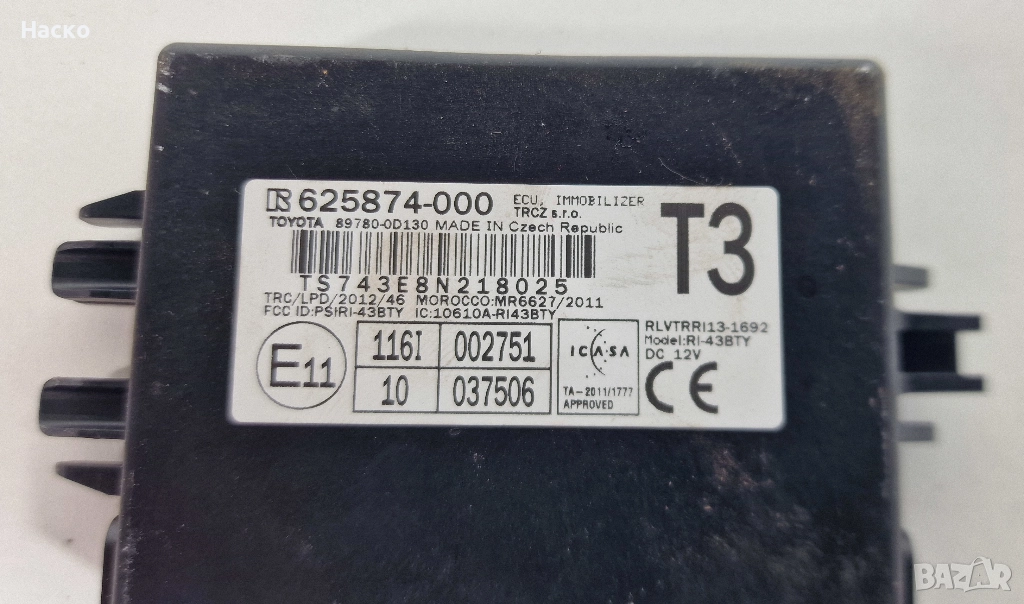 Наско
R 625874-000 ECU, IMMOBILIZER
TRCZ s.r.o.
TOYOTA 89780-0D130 MADE IN Czech Republic
T3
TS743E8N218025
TRC/LPD/2012/46 MOROCCO:MR6627/2011
FCC ID:PSIRI-43BTY IC:10610A-RI43BTY
E11
116I 002751
10 037506
ICASA
TA-2011/1777
APPROVED
RLVTRRI13-1692
Model:RI-43BTY
DC 12V
CE
BAZAR